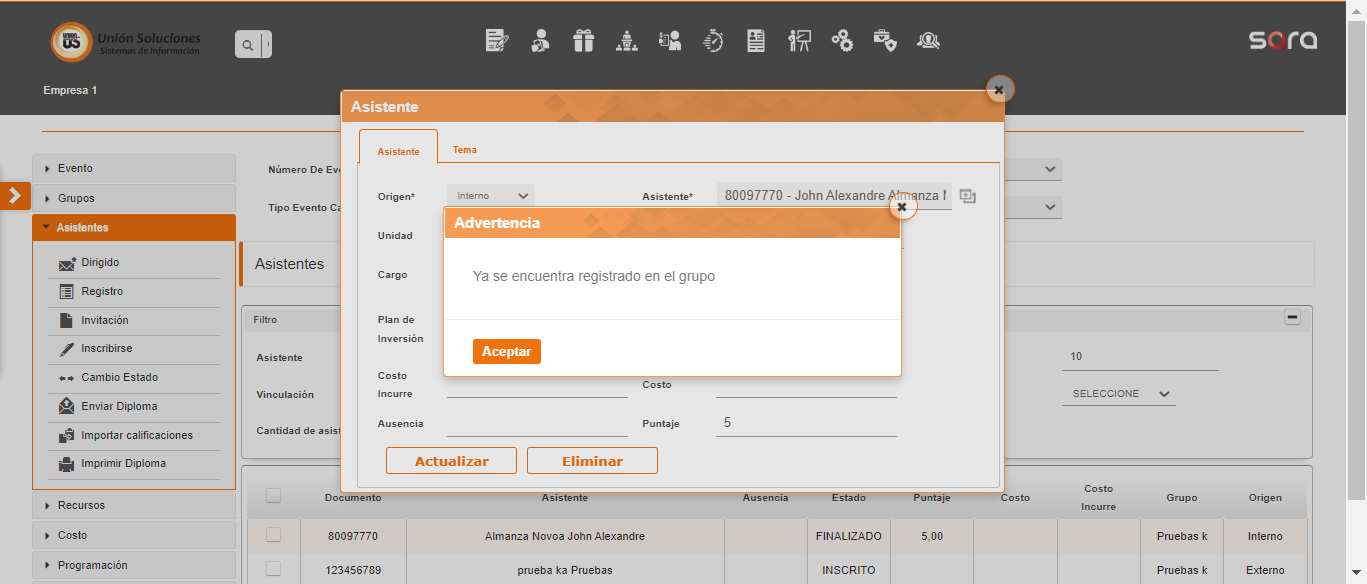 UNION
US
Unión Soluciones
Sistemas de Información
sara
Empresa 1
Asistente
Asistente
Tema
Evento
Grupos
Asistentes
Dirigido
Registro
Invitación
Inscribirse
Cambio Estado
Enviar Diploma
Importar calificaciones
Imprimir Diploma
Recursos
Costo
Programación
Número De Ev
Tipo Evento Ca
Asistentes
Filtro
Asistente
10
Vinculación
SELECCIONE
Cantidad de asist
Origen*
Interno
Asistente*
80097770 - John Alexandre Almanza
Unidad
Cargo
Plan de
Inversión
Costo
Incurre
Costo
Ausencia
Puntaje
5
Actualizar
Eliminar
Advertencia
Ya se encuentra registrado en el grupo
Aceptar
Documento Asistente Ausencia Estado Puntaje Costo Costo Incurre Grupo Origen
80097770 Almanza Novoa John Alexandre FINALIZADO 5,00 Pruebas k Interno
123456789 prueba ka Pruebas INSCRITO Pruebas k Externo